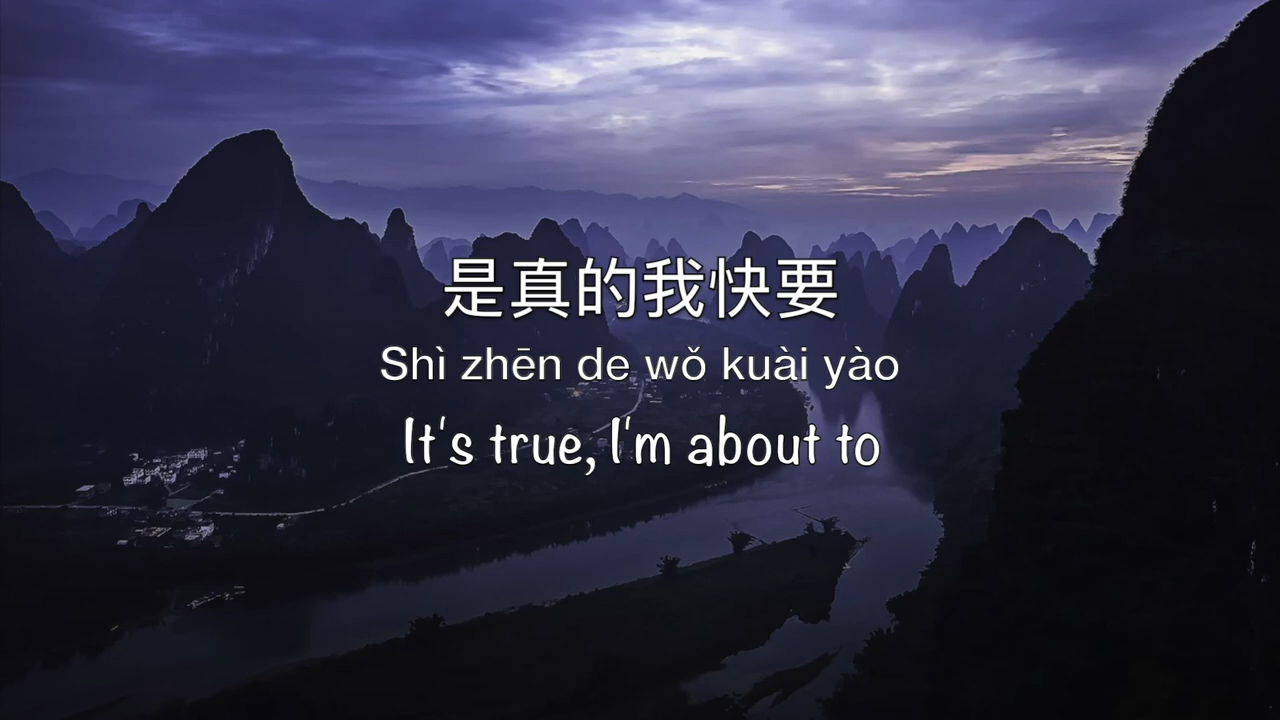 是真的我快要
Shì zhēn de wǒ kuài yào
It's true, I'm about to